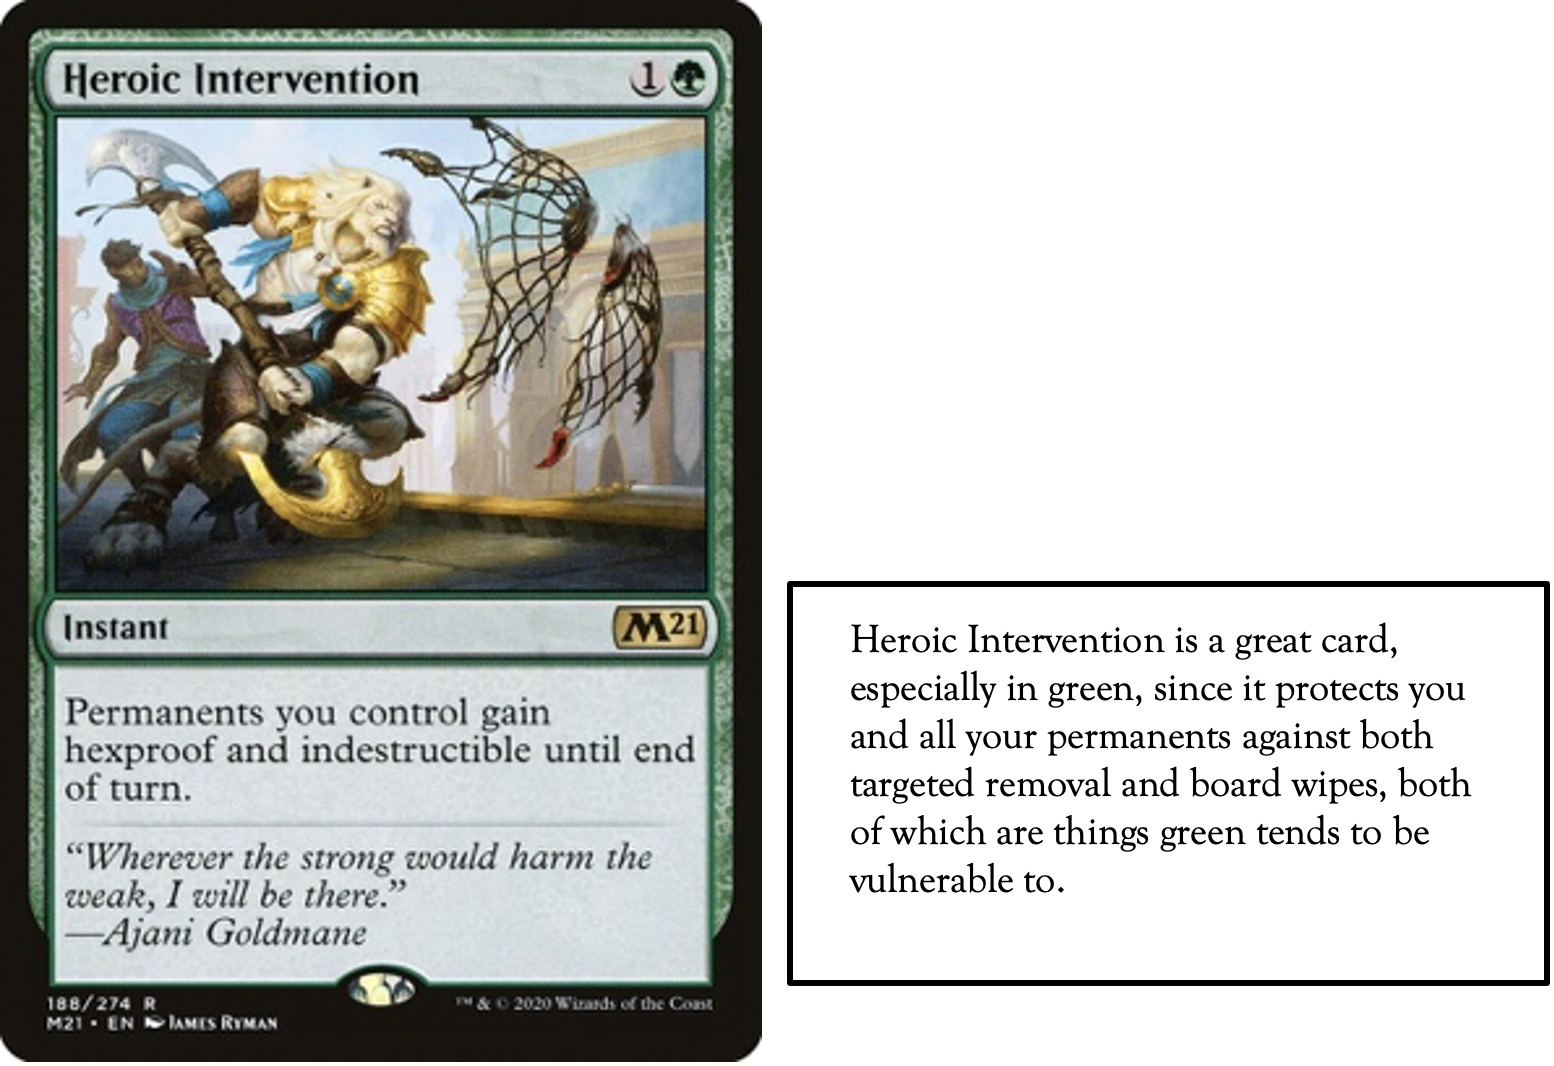 Heroic Intervention 1
Instant M21
Permanents you control gain
hexproof and indestructible until end
of turn.
“Wherever the strong would harm the
weak, I will be there.”
—Ajani Goldmane
188/274 R
M21 • EN James Ryman
™ & © 2020 Wizards of the Coast
Heroic Intervention is a great card,
especially in green, since it protects you
and all your permanents against both
targeted removal and board wipes, both
of which are things green tends to be
vulnerable to.